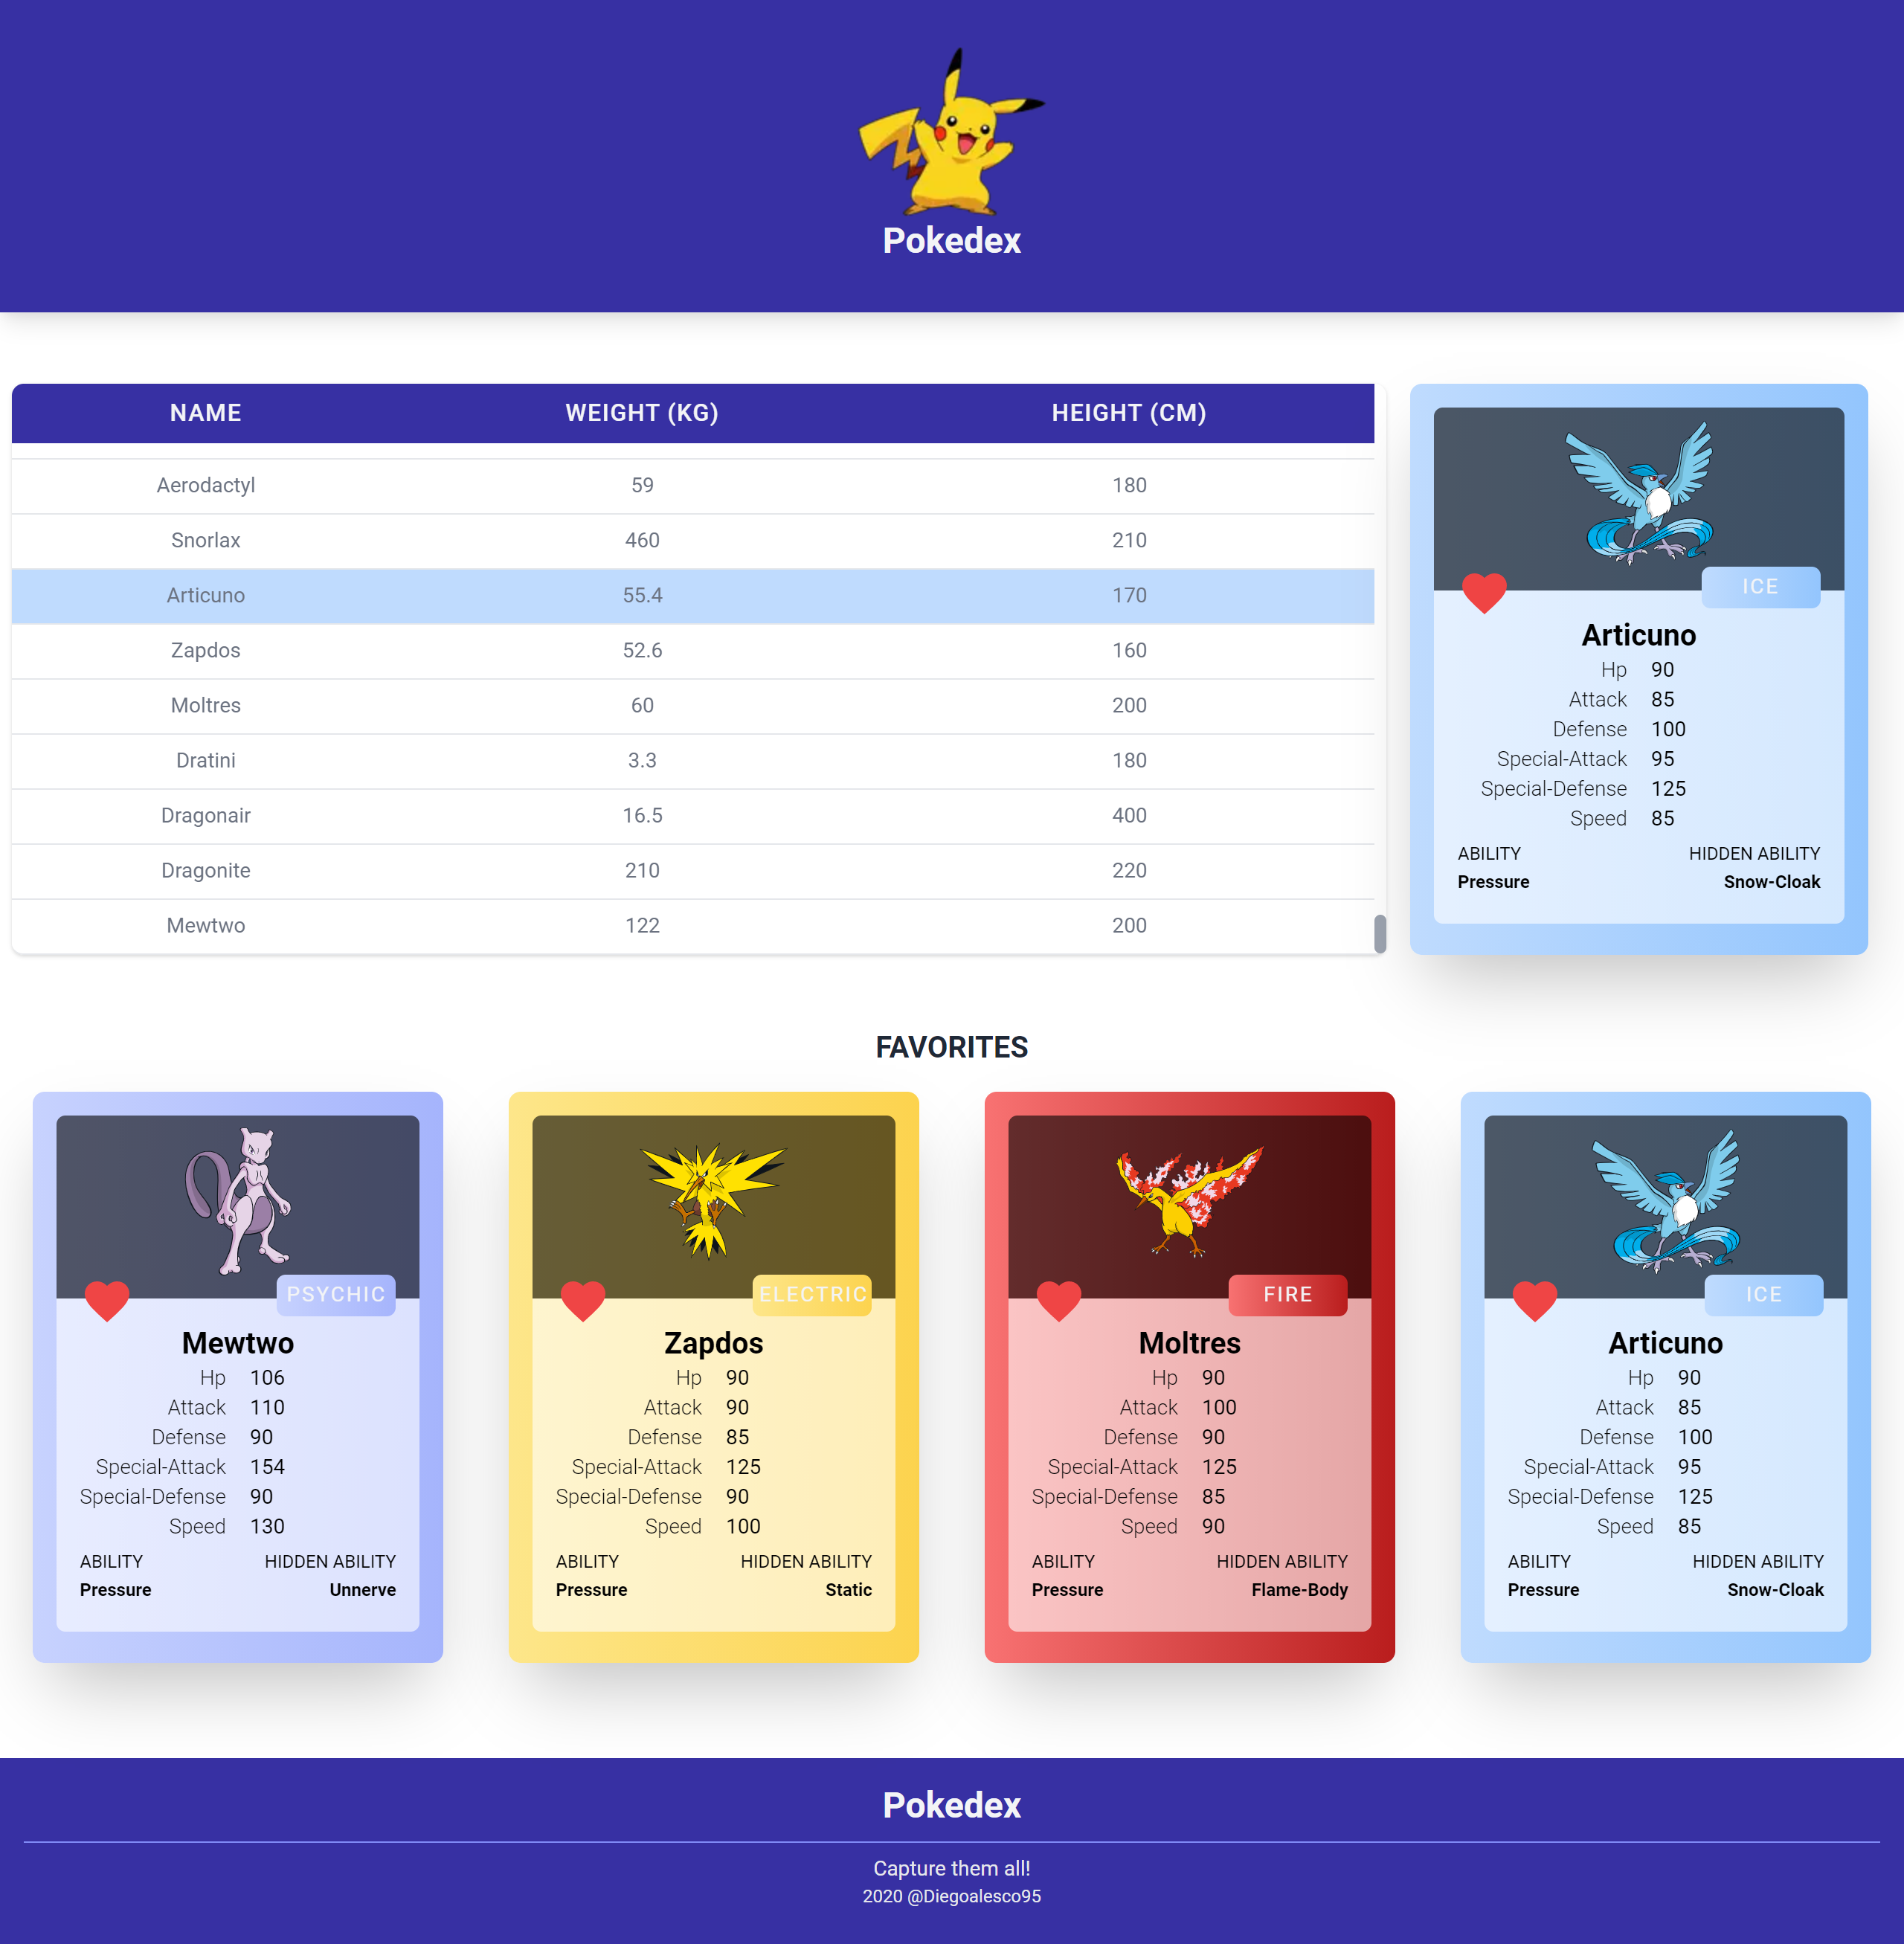 Pokedex
NAME WEIGHT (KG) HEIGHT (CM)
Aerodactyl 59 180
Snorlax 460 210
Articuno 55.4 170
Zapdos 52.6 160
Moltres 60 200
Dratini 3.3 180
Dragonair 16.5 400
Dragonite 210 220
Mewtwo 122 200
ICE
Articuno
Hp 90
Attack 85
Defense 100
Special-Attack 95
Special-Defense 125
Speed 85
ABILITY HIDDEN ABILITY
Pressure Snow-Cloak
FAVORITES
PSYCHIC
Mewtwo
Hp 106
Attack 110
Defense 90
Special-Attack 154
Special-Defense 90
Speed 130
ABILITY HIDDEN ABILITY
Pressure Unnerve
ELECTRIC
Zapdos
Hp 90
Attack 90
Defense 85
Special-Attack 125
Special-Defense 90
Speed 100
ABILITY HIDDEN ABILITY
Pressure Static
FIRE
Moltres
Hp 90
Attack 100
Defense 90
Special-Attack 125
Special-Defense 85
Speed 90
ABILITY HIDDEN ABILITY
Pressure Flame-Body
ICE
Articuno
Hp 90
Attack 85
Defense 100
Special-Attack 95
Special-Defense 125
Speed 85
ABILITY HIDDEN ABILITY
Pressure Snow-Cloak
Pokedex
Capture them all!
2020 @Diegoalesco95